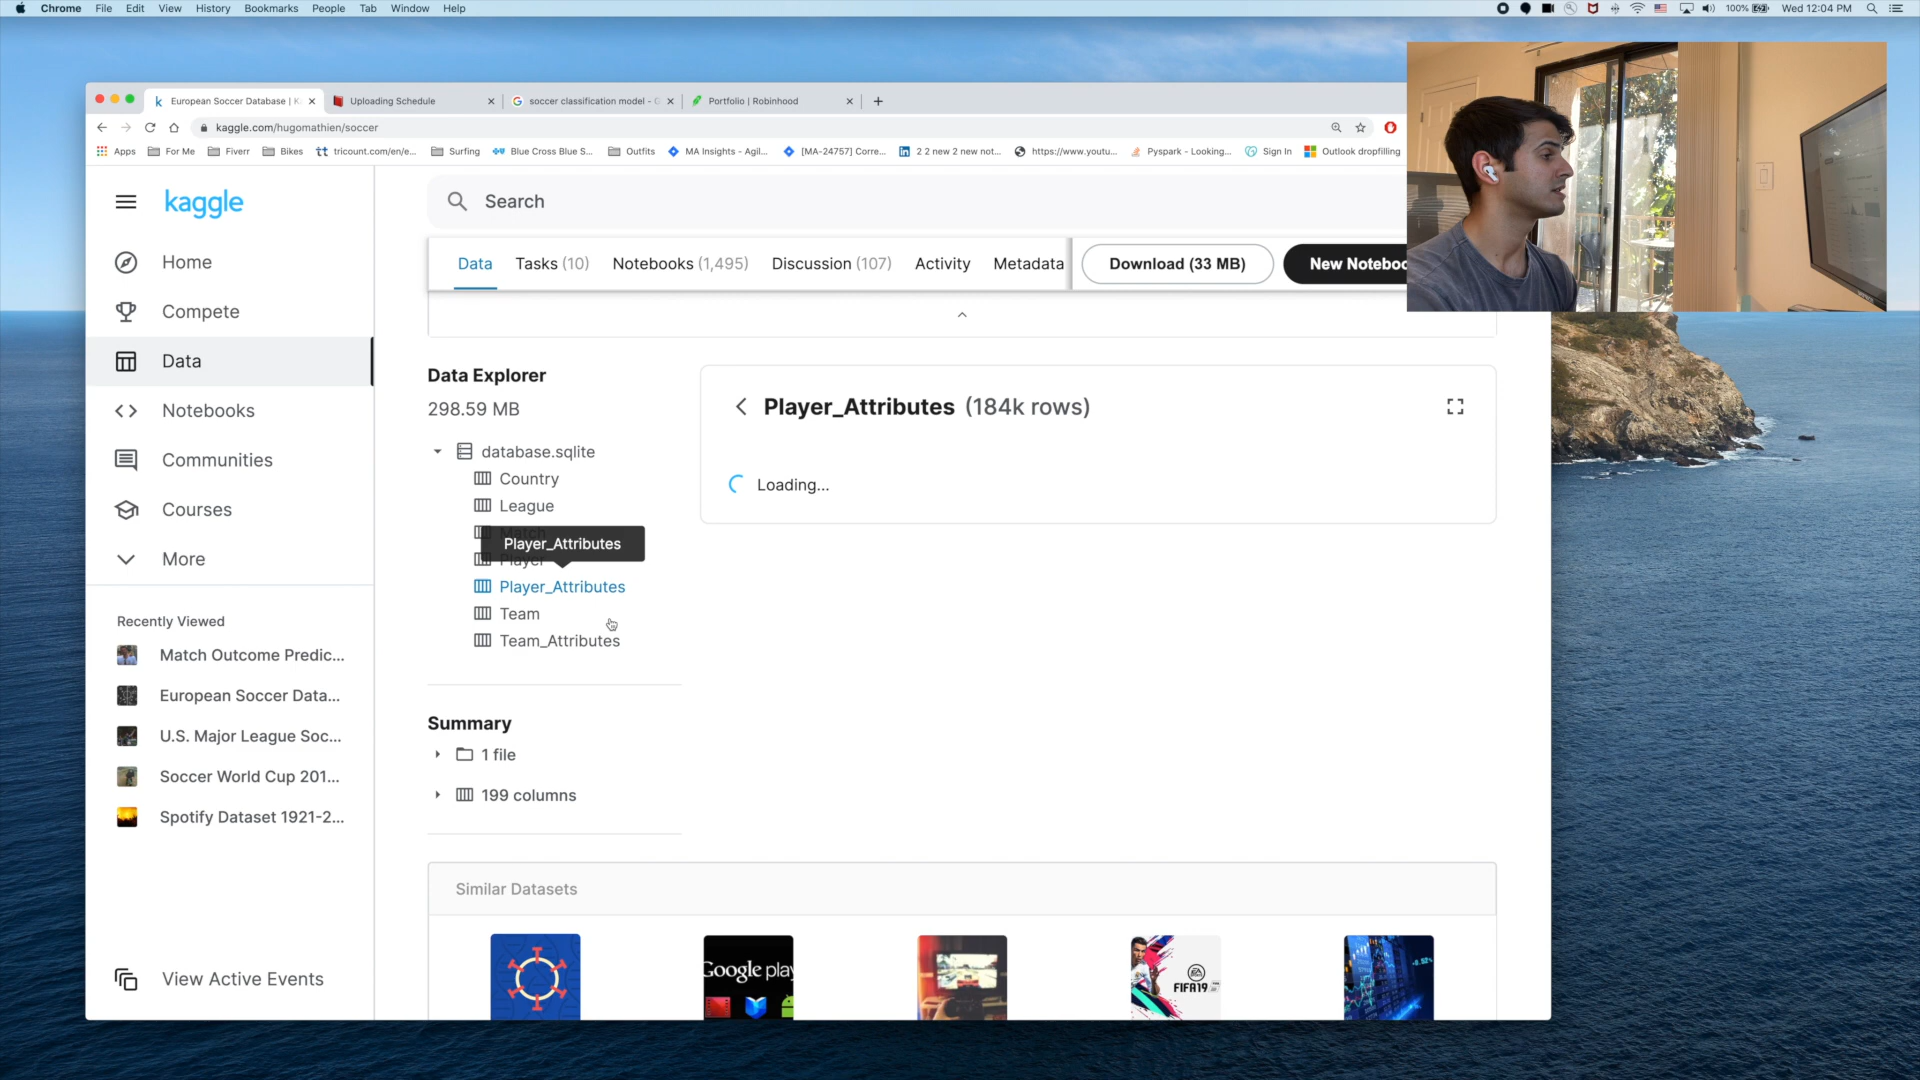 Chrome File Edit View History Bookmarks People Tab Window Help
100% Wed 12:04 PM
European Soccer Database | K
Uploading Schedule
soccer classification model - G
Portfolio | Robinhood
kaggle.com/hugomathien/soccer
Apps For Me Fiverr Bikes tricount.com/en/e... Surfing Blue Cross Blue S... Outfits MA Insights - Agil... [MA-24757] Corre... 2 2 new 2 new not... https://www.youtu... Pyspark - Looking... Sign In Outlook dropfilling
kaggle
Search
Data Tasks (10) Notebooks (1,495) Discussion (107) Activity Metadata
Download (33 MB)
New Noteboo
Home
Compete
Data
Notebooks
Communities
Courses
More
Recently Viewed
Match Outcome Predic...
European Soccer Data...
U.S. Major League Soc...
Soccer World Cup 201...
Spotify Dataset 1921-2...
View Active Events
Data Explorer
298.59 MB
database.sqlite
Country
League
Match
Player_Attributes
Player
Player_Attributes
Team
Team_Attributes
Summary
1 file
199 columns
Player_Attributes (184k rows)
Loading...
Similar Datasets
Google play
FIFA19